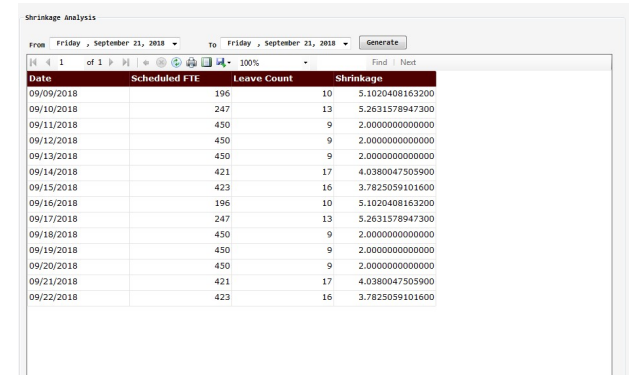 Shrinkage Analysis
From Friday , September 21, 2018 To Friday , September 21, 2018 Generate
1 of 1 100% Find | Next
Date Scheduled FTE Leave Count Shrinkage
09/09/2018 196 10 5.1020408163200
09/10/2018 247 13 5.2631578947300
09/11/2018 450 9 2.0000000000000
09/12/2018 450 9 2.0000000000000
09/13/2018 450 9 2.0000000000000
09/14/2018 421 17 4.0380047505900
09/15/2018 423 16 3.7825059101600
09/16/2018 196 10 5.1020408163200
09/17/2018 247 13 5.2631578947300
09/18/2018 450 9 2.0000000000000
09/19/2018 450 9 2.0000000000000
09/20/2018 450 9 2.0000000000000
09/21/2018 421 17 4.0380047505900
09/22/2018 423 16 3.7825059101600